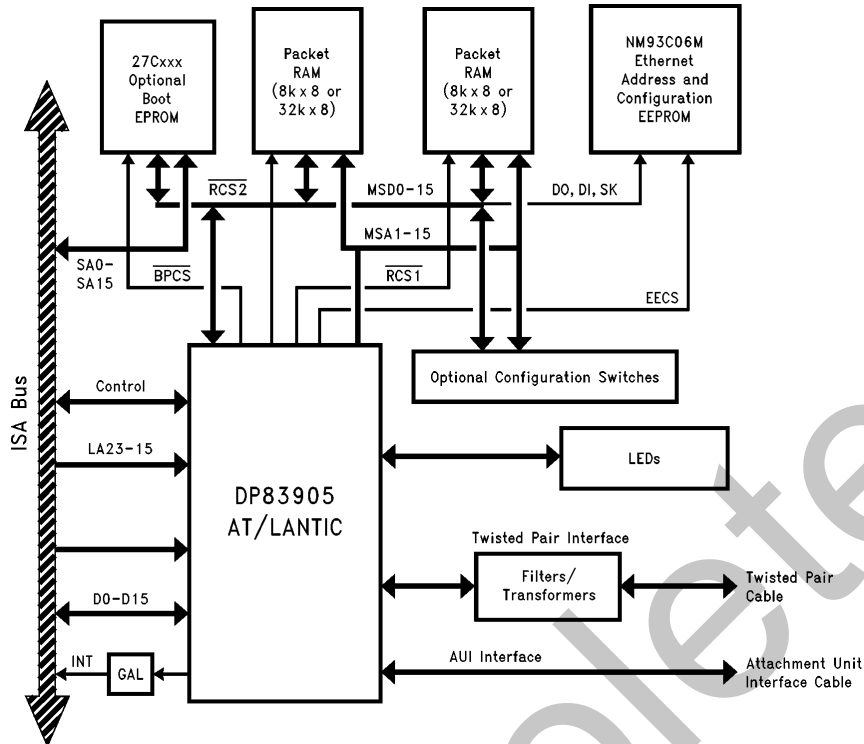 27Cxxx
Optional
Boot
EPROM
Packet
RAM
(8k x 8 or
32k x 8)
Packet
RAM
(8k x 8 or
32k x 8)
NM93C06M
Ethernet
Address and
Configuration
EEPROM
RCS2
MSD0-15
DO, DI, SK
MSA1-15
SA0-
SA15
BPCS
RCS1
EECS
Optional Configuration Switches
ISA Bus
Control
LA23-15
D0-D15
INT
GAL
DP83905
AT/LANTIC
LEDs
Twisted Pair Interface
Filters/
Transformers
Twisted Pair
Cable
AUI Interface
Attachment Unit
Interface Cable
olete